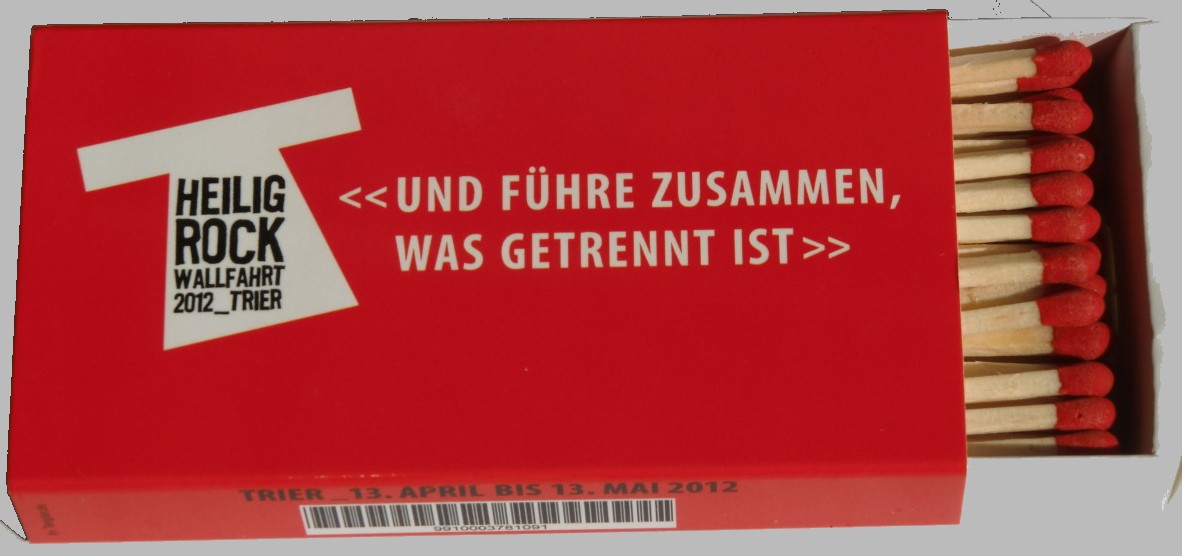 HEILIG
ROCK
WALLFAHRT
2012_TRIER
<<UND FÜHRE ZUSAMMEN,
WAS GETRENNT IST>>
TRIER _13. APRIL BIS 13. MAI 2012
9910003781091